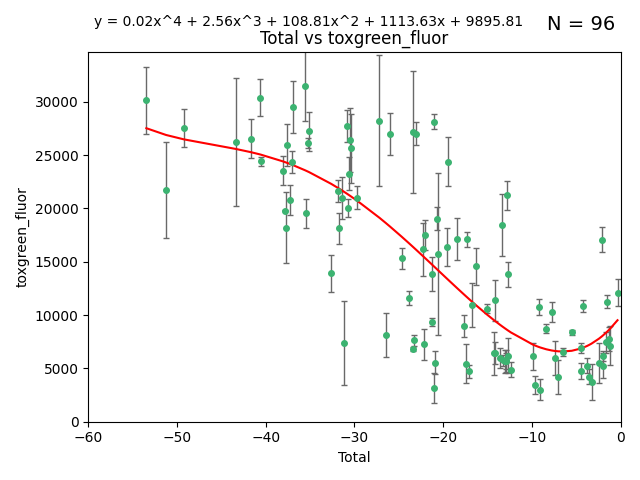 y = 0.02x^4 + 2.56x^3 + 108.81x^2 + 1113.63x + 9895.81
N = 96
Total vs toxgreen_fluor
30000
25000
20000
15000
10000
5000
0
toxgreen_fluor
−60
−50
−40
−30
−20
−10
0
Total